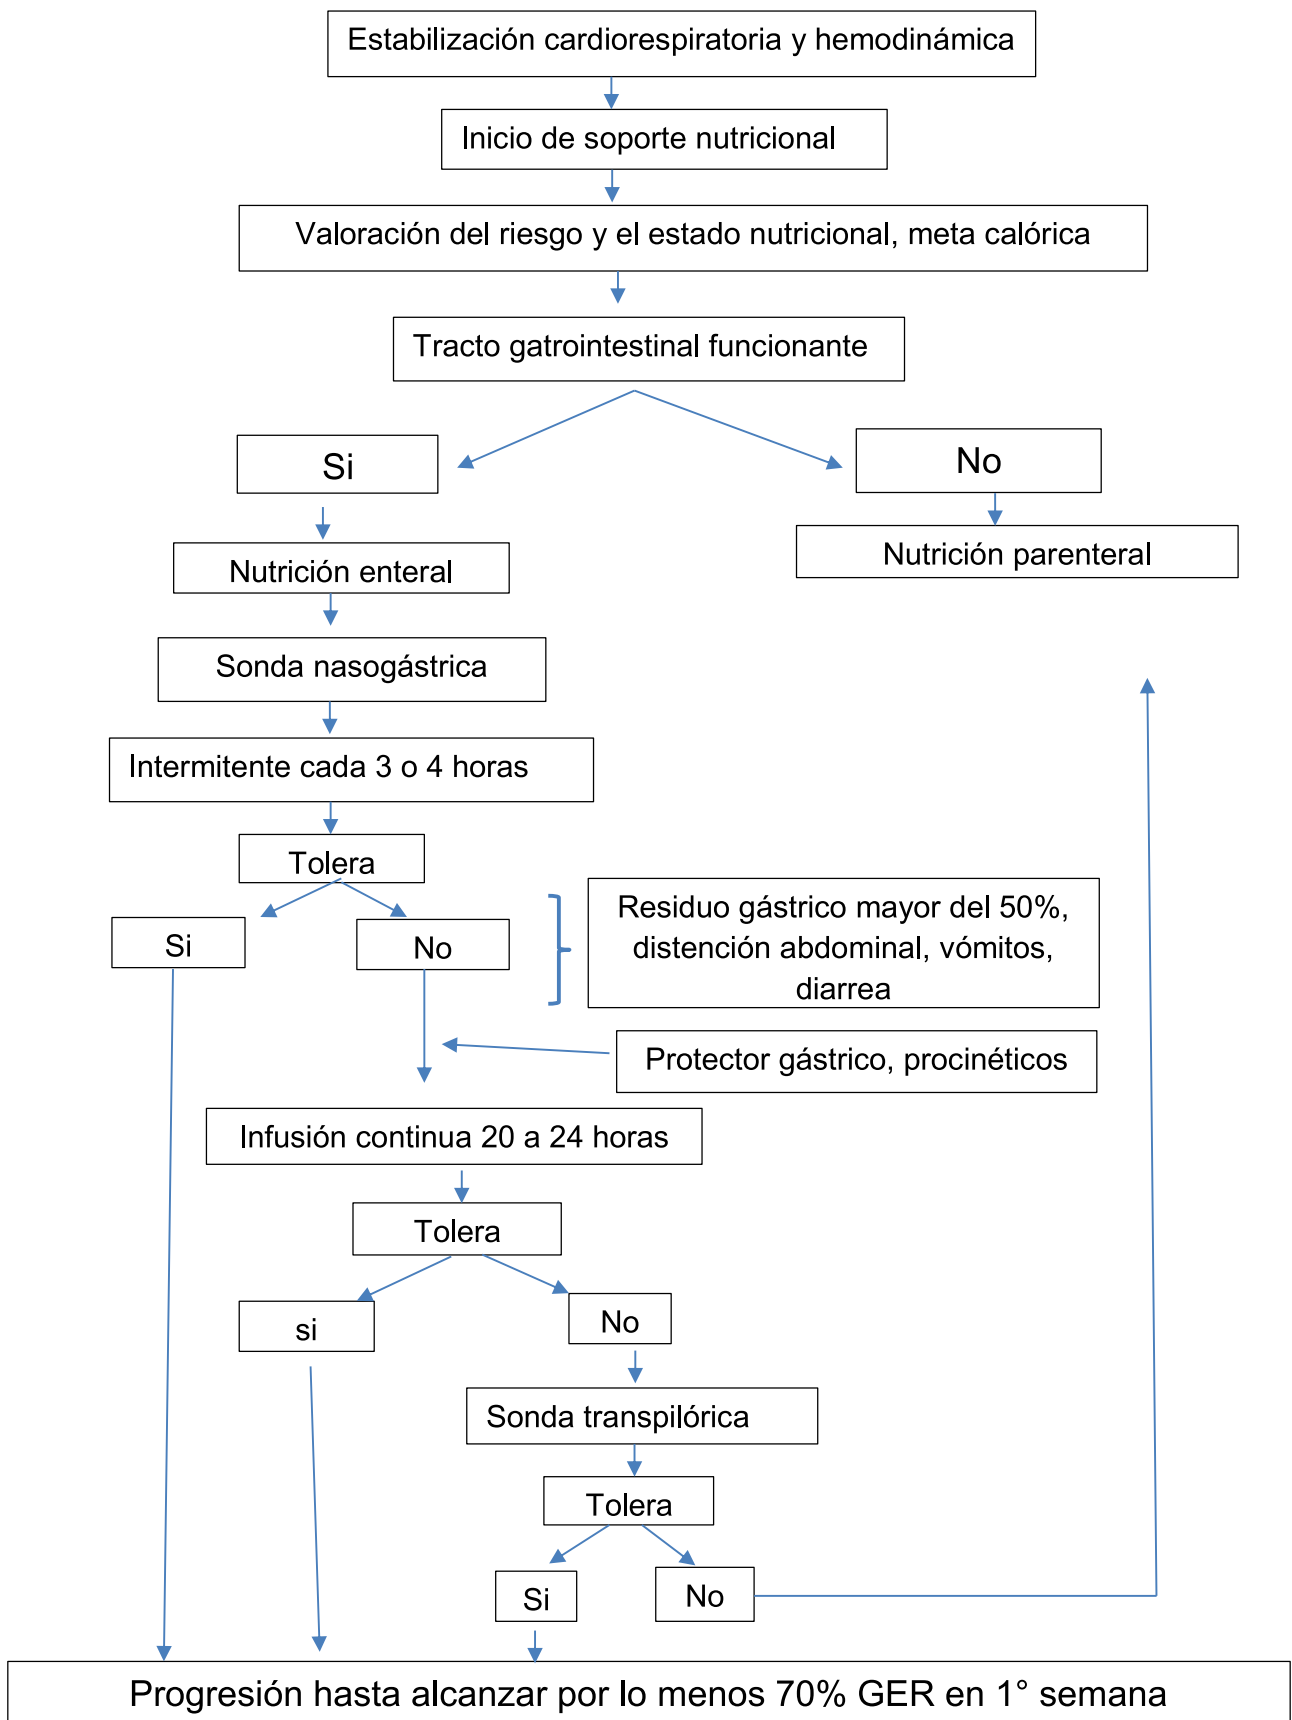 Estabilización cardiorespiratoria y hemodinámica
Inicio de soporte nutricional
Valoración del riesgo y el estado nutricional, meta calórica
Tracto gatrointestinal funcionante
Si
No
Nutrición enteral
Nutrición parenteral
Sonda nasogástrica
Intermitente cada 3 o 4 horas
Tolera
Si
No
Residuo gástrico mayor del 50%,
distención abdominal, vómitos,
diarrea
Protector gástrico, procinéticos
Infusión continua 20 a 24 horas
Tolera
si
No
Sonda transpilórica
Tolera
Si
No
Progresión hasta alcanzar por lo menos 70% GER en 1° semana